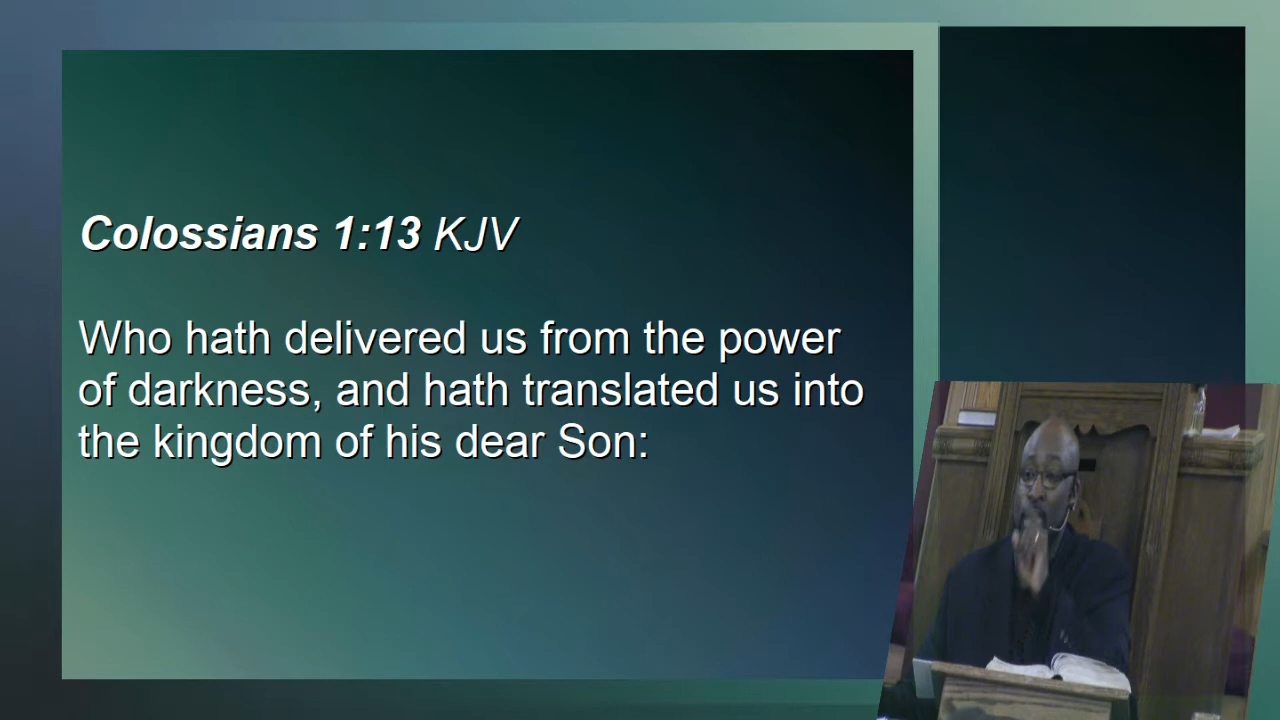 Colossians 1:13 KJV
Who hath delivered us from the power
of darkness, and hath translated us into
the kingdom of his dear Son: